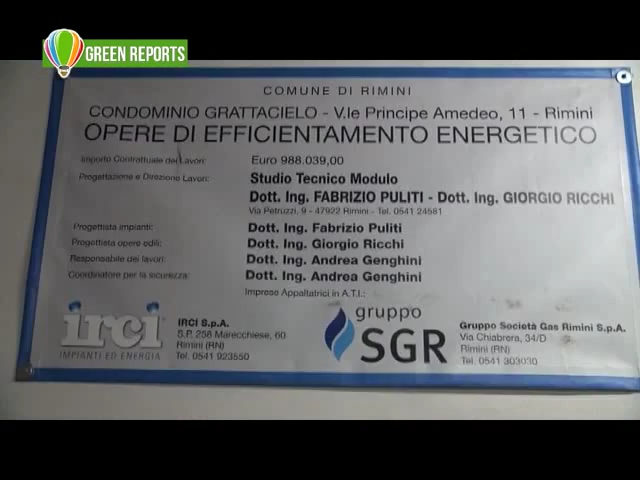 GREEN REPORTS
COMUNE DI RIMINI
CONDOMINIO GRATTACIELO - V.le Principe Amedeo, 11 - Rimini
OPERE DI EFFICIENTAMENTO ENERGETICO
Importo Contrattuale dei Lavori: Euro 988.039,00
Progettazione e Direzione Lavori: Studio Tecnico Modulo
Dott. Ing. FABRIZIO PULITI - Dott. Ing. GIORGIO RICCHI
Via Petruzzi, 9 - 47922 Rimini - Tel. 0541 24581
Progettista impianti: Dott. Ing. Fabrizio Puliti
Progettista opere edili: Dott. Ing. Giorgio Ricchi
Responsabile dei lavori: Dott. Ing. Andrea Genghini
Coordinatore per la sicurezza: Dott. Ing. Andrea Genghini
Imprese Appaltatrici in A.T.I.:
irci
IMPIANTI ED ENERGIA
IRCI S.p.A.
S.P. 258 Marecchiese, 60
Rimini (RN)
Tel. 0541 923550
gruppo
SGR
Gruppo Società Gas Rimini S.p.A.
Via Chiabrera, 34/D
Rimini (RN)
Tel. 0541 303030